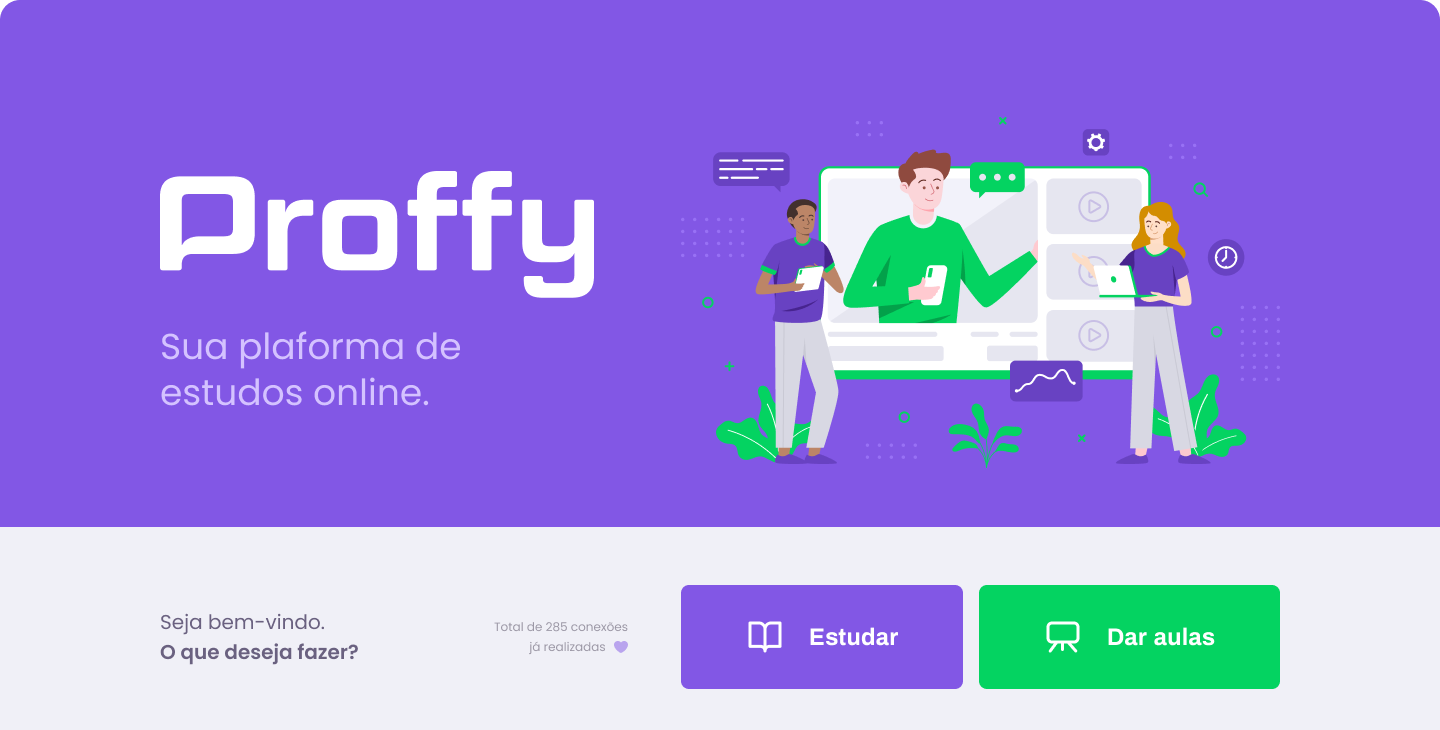 Proffy
Sua plaforma de
estudos online.
Seja bem-vindo.
O que deseja fazer?
Total de 285 conexões
já realizadas
Estudar
Dar aulas